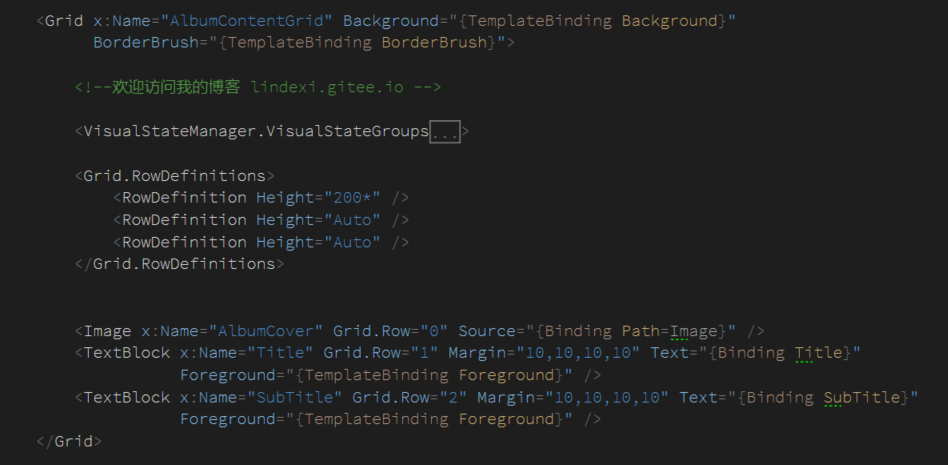 <Grid x:Name="AlbumContentGrid" Background="{TemplateBinding Background}"
BorderBrush="{TemplateBinding BorderBrush}">
<!--欢迎访问我的博客 lindexi.gitee.io -->
<VisualStateManager.VisualStateGroups...>
<Grid.RowDefinitions>
<RowDefinition Height="200*" />
<RowDefinition Height="Auto" />
<RowDefinition Height="Auto" />
</Grid.RowDefinitions>
<Image x:Name="AlbumCover" Grid.Row="0" Source="{Binding Path=Image}" />
<TextBlock x:Name="Title" Grid.Row="1" Margin="10,10,10,10" Text="{Binding Title}"
Foreground="{TemplateBinding Foreground}" />
<TextBlock x:Name="SubTitle" Grid.Row="2" Margin="10,10,10,10" Text="{Binding SubTitle}"
Foreground="{TemplateBinding Foreground}" />
</Grid>